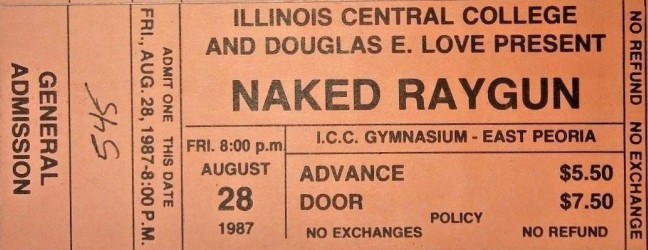 GENERAL
ADMISSION
545
FRI., AUG. 28, 1987-8:00 P.M.
ADMIT ONE THIS DATE
ILLINOIS CENTRAL COLLEGE
AND DOUGLAS E. LOVE PRESENT
NAKED RAYGUN
FRI. 8:00 p.m.
AUGUST
28
1987
I.C.C. GYMNASIUM - EAST PEORIA
ADVANCE $5.50
DOOR $7.50
POLICY
NO EXCHANGES NO REFUND
NO REFUND NO EXCHANGE